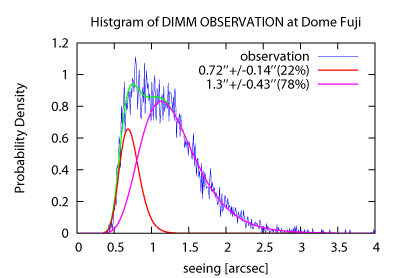 Histgram of DIMM OBSERVATION at Dome Fuji
observation
0.72′′+/-0.14′′(22%)
1.3′′+/-0.43′′(78%)
Probability Density
1.2
1
0.8
0.6
0.4
0.2
0
0 0.5 1 1.5 2 2.5 3 3.5 4
seeing [arcsec]